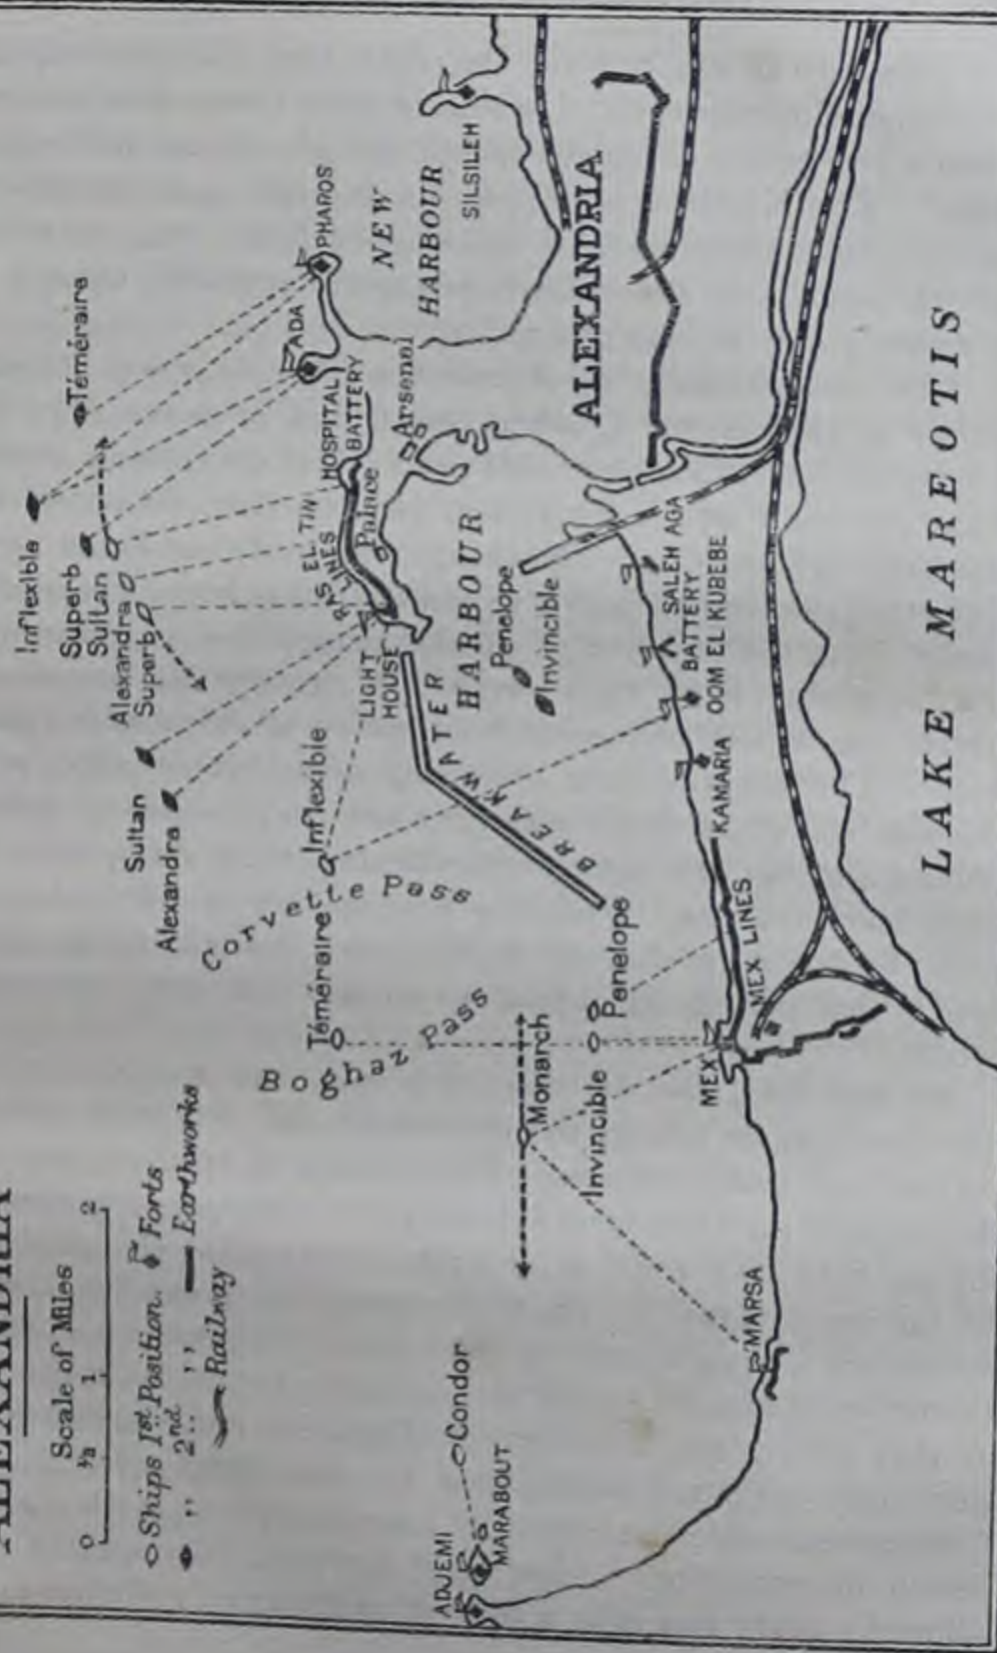 ALEXANDRIA
Scale of Miles
0 ½ 1 2
Ships 1st Position. Forts
,, 2nd ,, Earthworks
Railway
Inflexible
Superb
Sultan
Alexandra
Superb
Téméraire
Sultan
Alexandra
Inflexible
Corvette Pass
Téméraire
Boghaz Pass
PHAROS
ADA
HOSPITAL
BATTERY
RAS EL TIN
LINES
Palace
Arsenal
LIGHT
HOUSE
NEW
HARBOUR
SILSILEH
ALEXANDRIA
HARBOUR
Penelope
Invincible
BREAKWATER
Penelope
Monarch
Invincible
SALEH AGA
BATTERY
OOM EL KUBEBE
KAMARIA
MEX LINES
MEX
MARSA
Condor
MARABOUT
ADJEMI
LAKE MAREOTIS